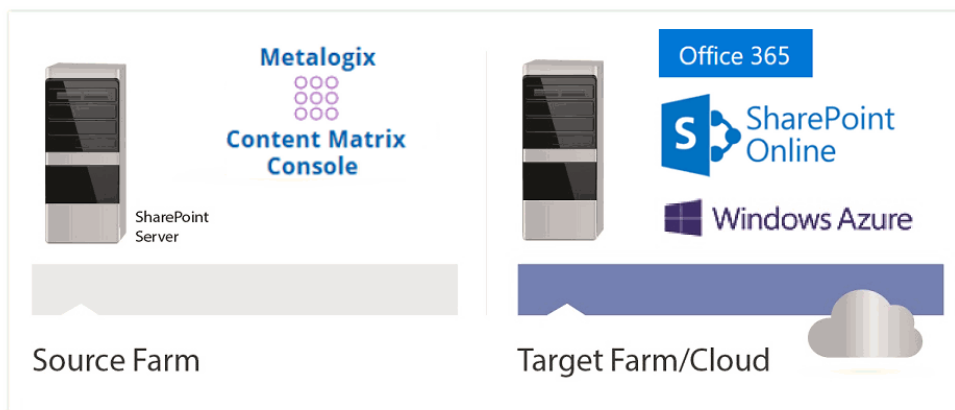 Metalogix
Content Matrix
Console
SharePoint
Server
Source Farm
Office 365
S
SharePoint
Online
Windows Azure
Target Farm/Cloud